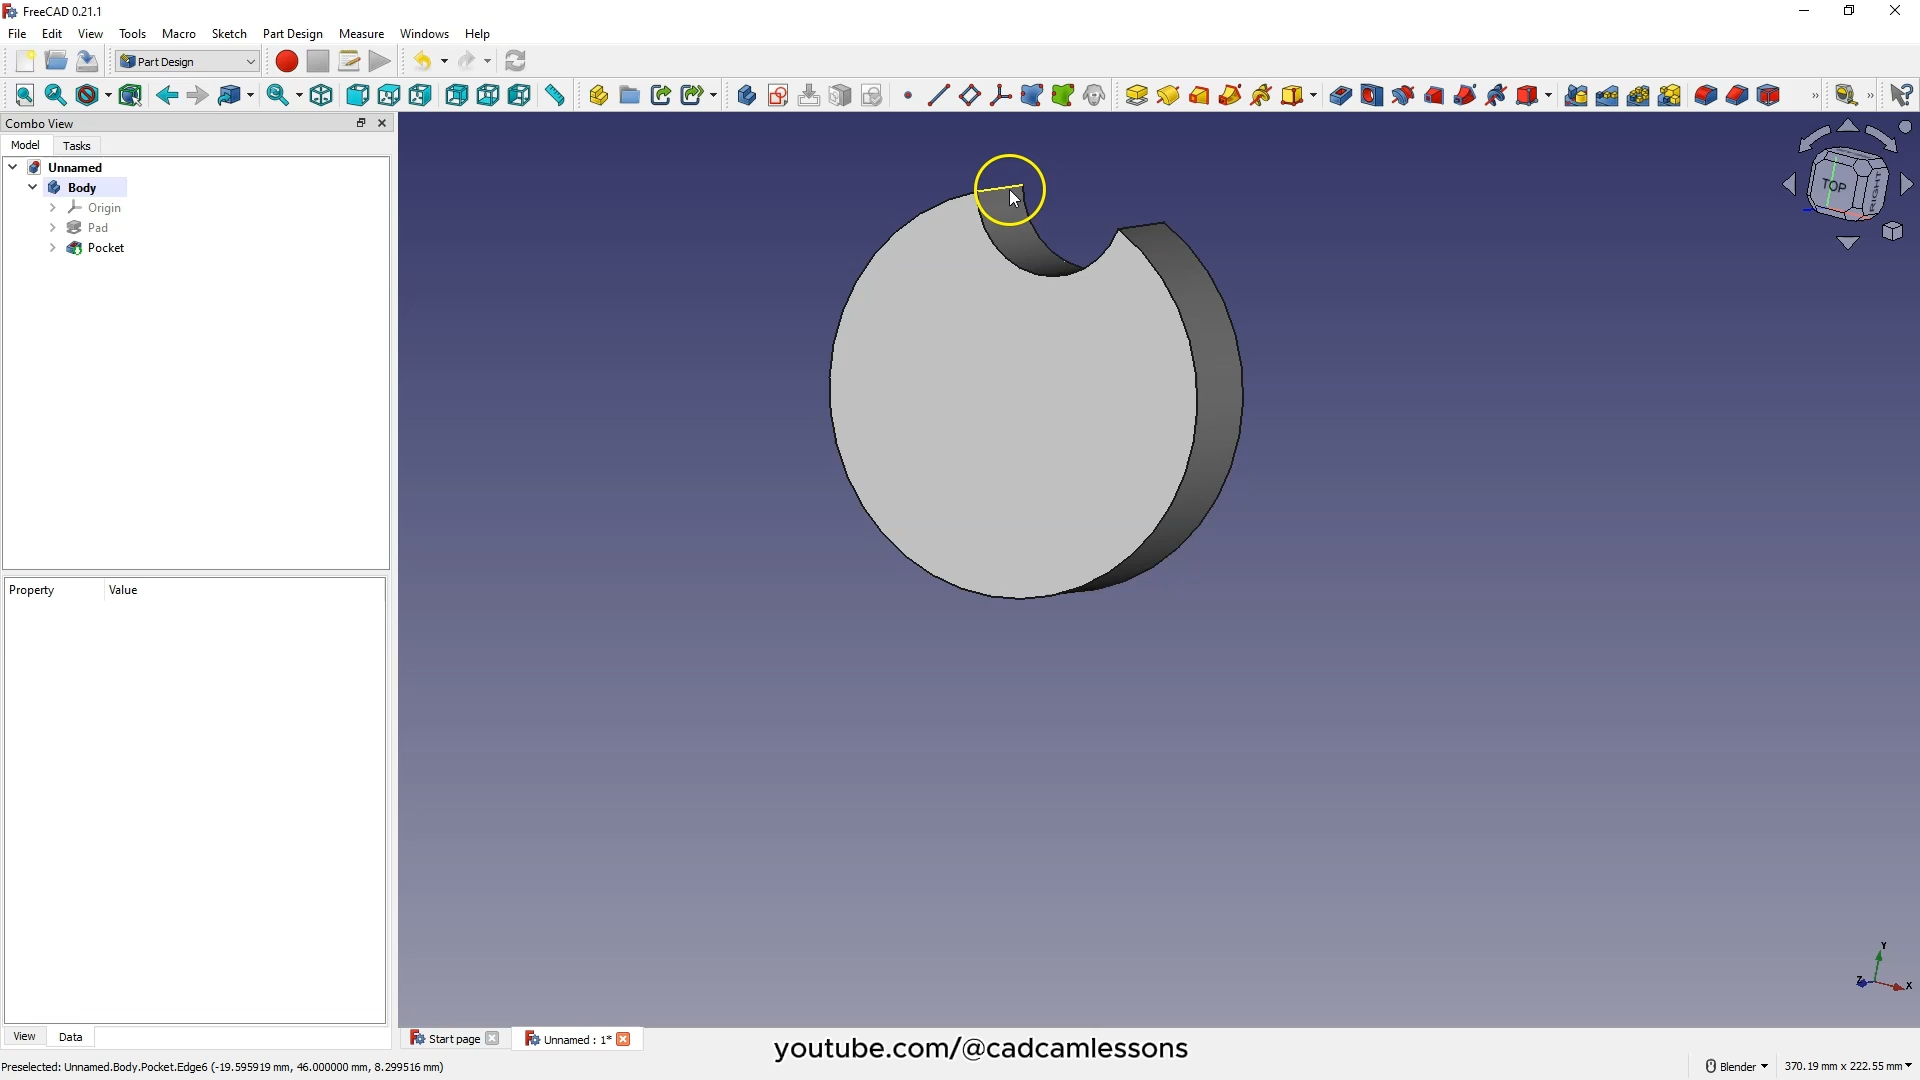 FreeCAD 0.21.1
File Edit View Tools Macro Sketch Part Design Measure Windows Help
Part Design
Combo View
Model Tasks
Unnamed
Body
Origin
Pad
Pocket
TOP
RIGHT
Property Value
Y
Z X
View Data
Start page
Unnamed : 1*
youtube.com/@cadcamlessons
Preselected: Unnamed.Body.Pocket.Edge6 (-19.595919 mm, 46.000000 mm, 8.299516 mm)
Blender
370.19 mm x 222.55 mm